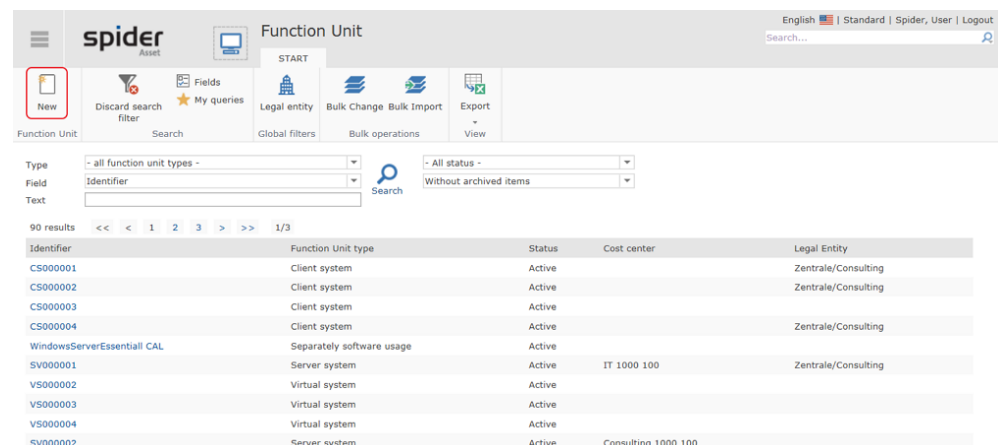 English | Standard | Spider, User | Logout
Search...
spider
Asset
Function Unit
START
New
Function Unit
Discard search
filter
Fields
My queries
Search
Legal entity
Global filters
Bulk Change Bulk Import
Bulk operations
Export
View
Type - all function unit types - - All status -
Field Identifier Without archived items
Search
Text
90 results << < 1 2 3 > >> 1/3
Identifier Function Unit type Status Cost center Legal Entity
CS000001 Client system Active Zentrale/Consulting
CS000002 Client system Active Zentrale/Consulting
CS000003 Client system Active
CS000004 Client system Active Zentrale/Consulting
WindowsServerEssentiall CAL Separately software usage Active
SV000001 Server system Active IT 1000 100 Zentrale/Consulting
VS000002 Virtual system Active
VS000003 Virtual system Active
VS000004 Virtual system Active
SV000002 Server system Active Consulting 1000 100